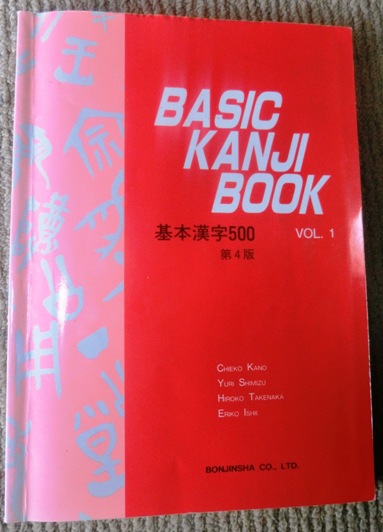 BASIC
KANJI
BOOK
基本漢字500 VOL. 1
第4版
CHIEKO KANO
YURI SHIMIZU
HIROKO TAKENAKA
ERIKO ISHII
BONJINSHA CO., LTD.